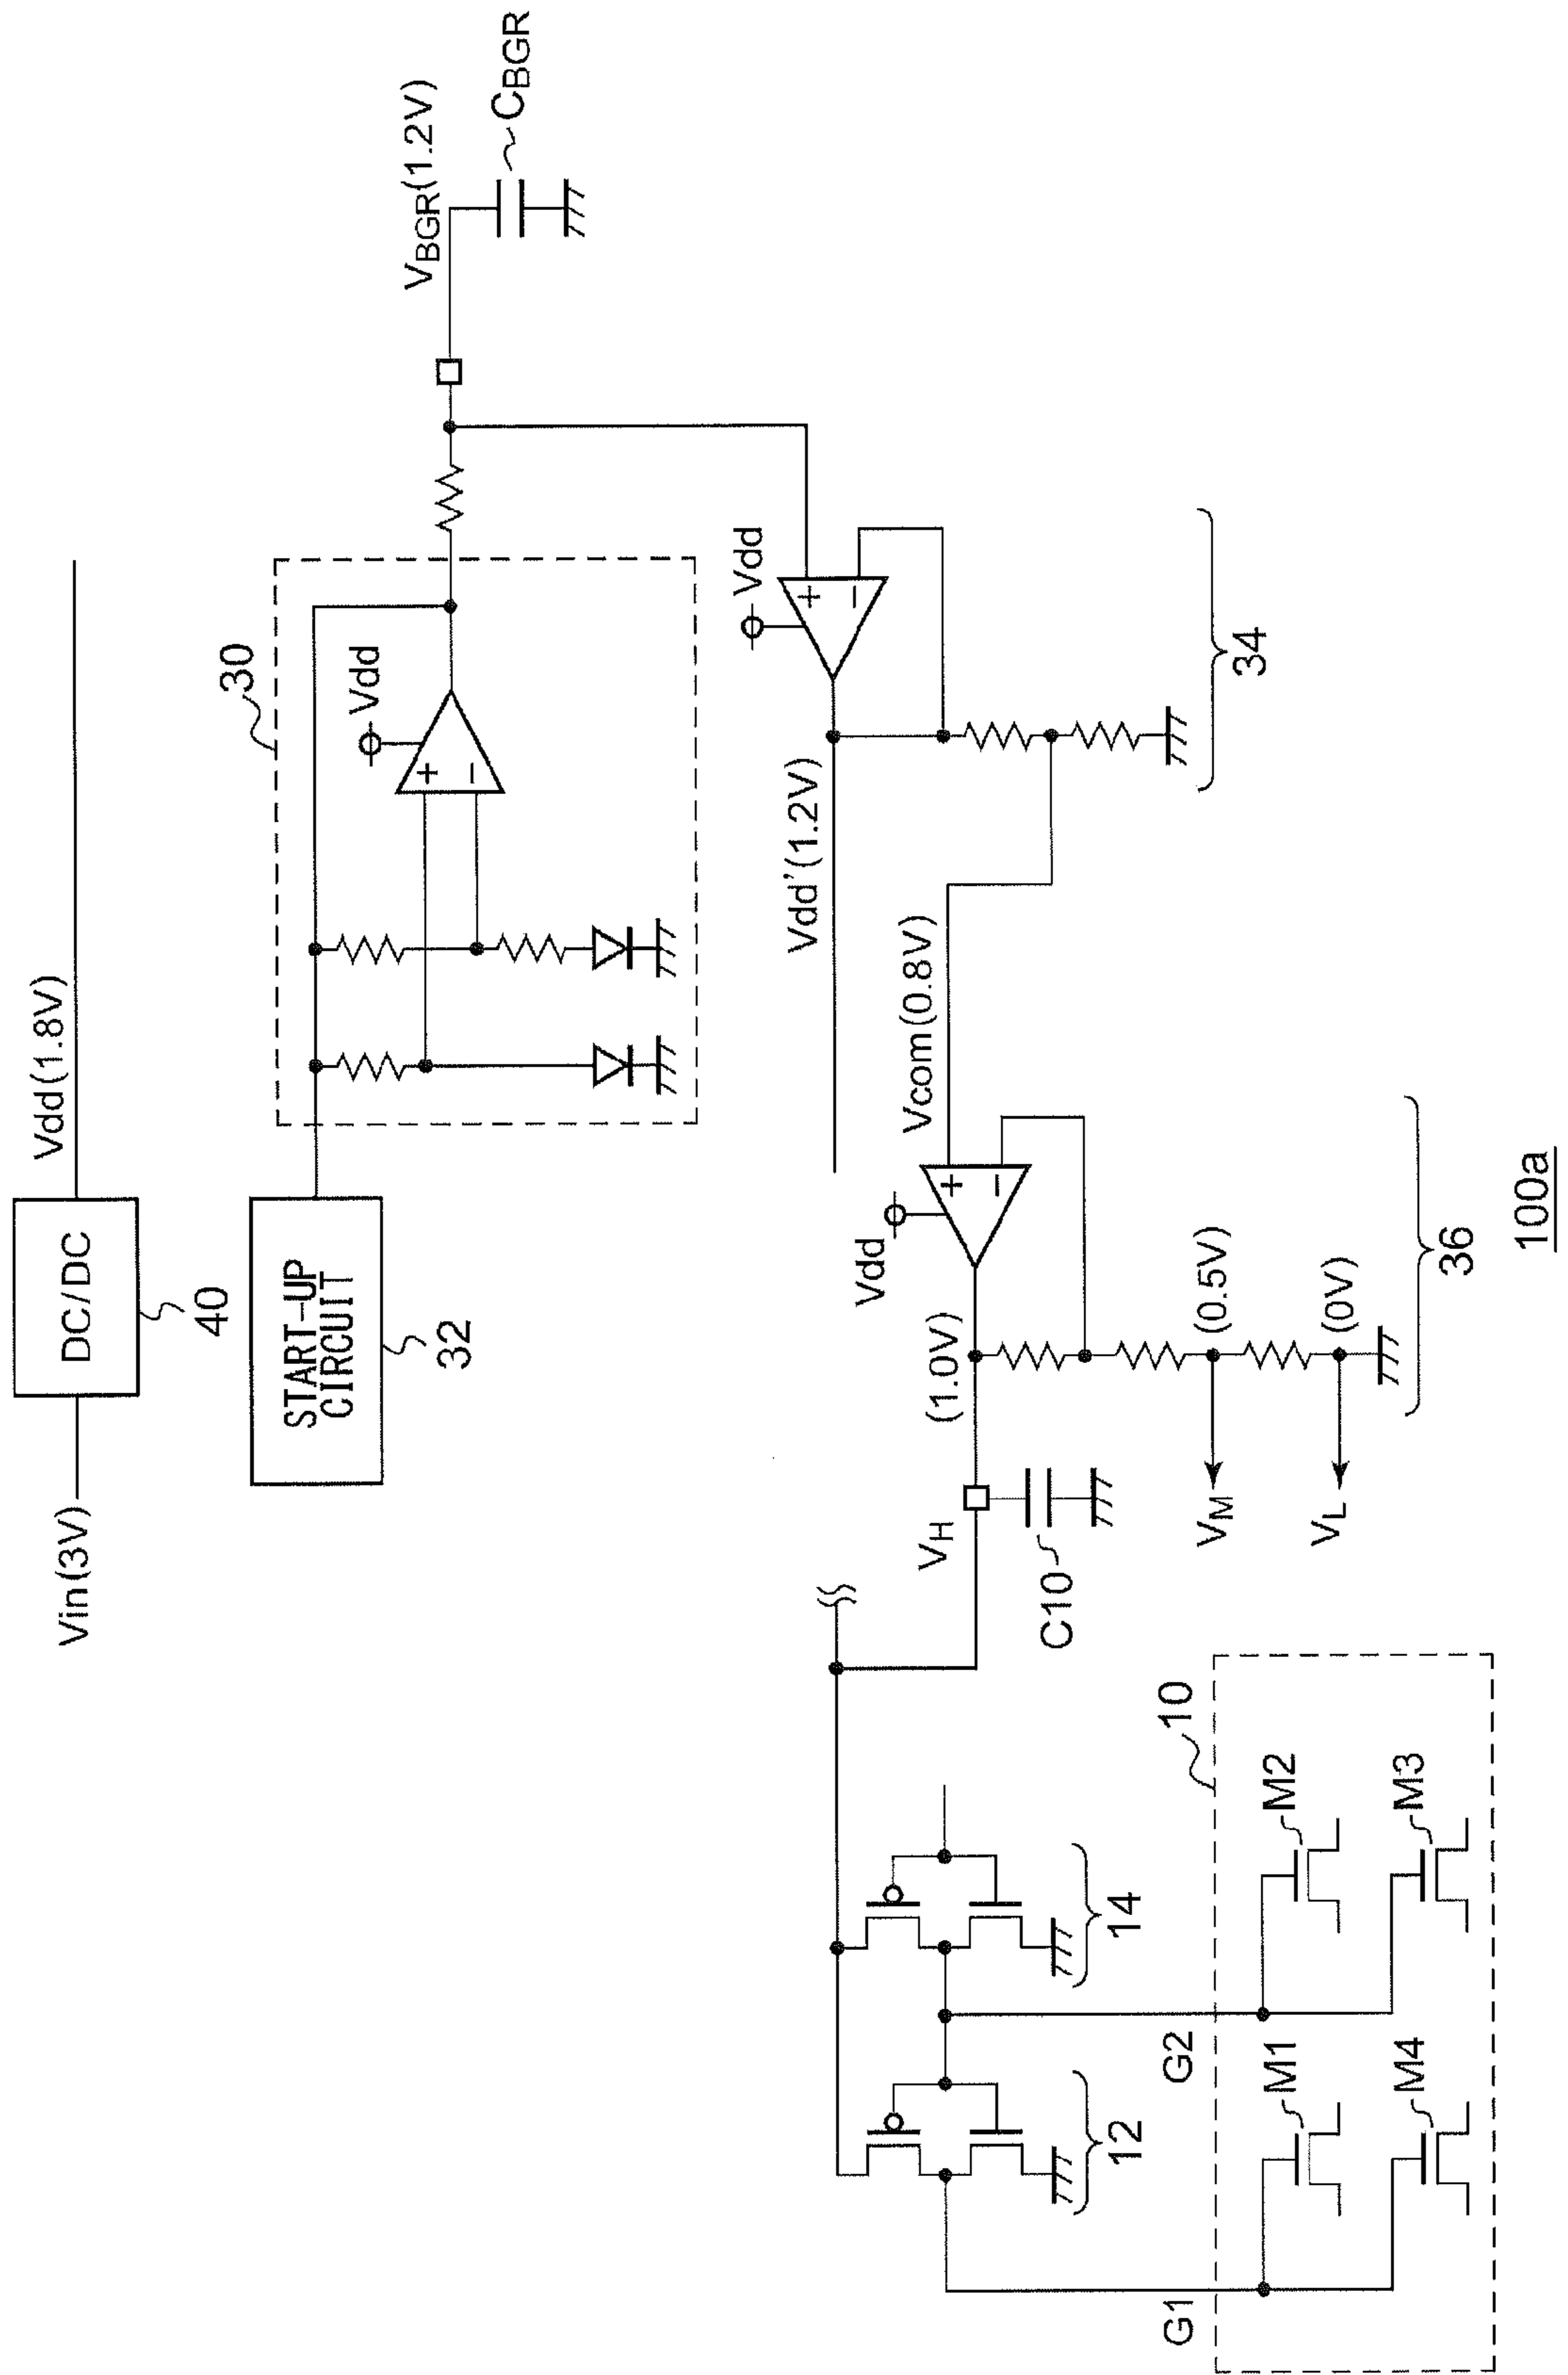 Vin(3V)
DC/DC
40
Vdd(1.8V)
START-UP
CIRCUIT
32
30
Vdd
+
−
VBGR(1.2V)
CBGR
Vdd
+
−
34
Vdd'(1.2V)
Vcom(0.8V)
Vdd
+
−
(1.0V)
(0.5V)
(0V)
36
VH
C10
VM
VL
14
12
G2
G1
10
M2
M3
M1
M4
100a